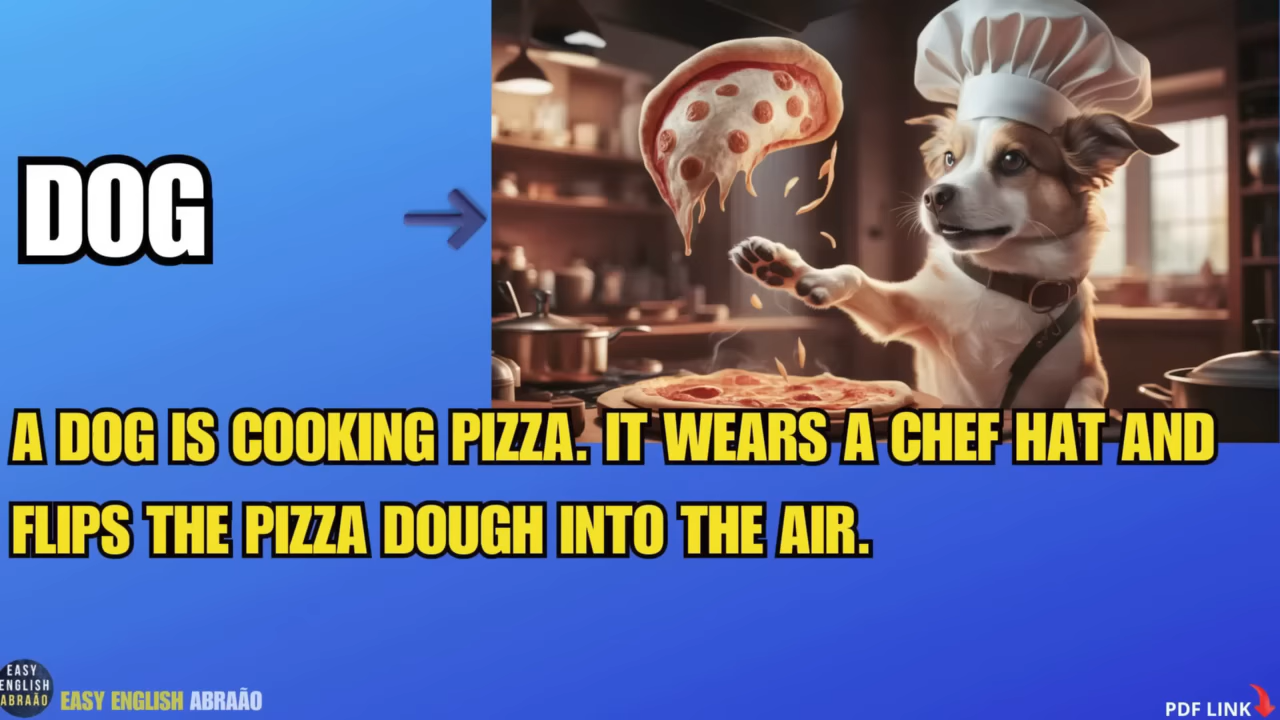 DOG
A DOG IS COOKING PIZZA. IT WEARS A CHEF HAT AND
FLIPS THE PIZZA DOUGH INTO THE AIR.
EASY
ENGLISH
ABRAÃO
EASY ENGLISH ABRAÃO
PDF LINK